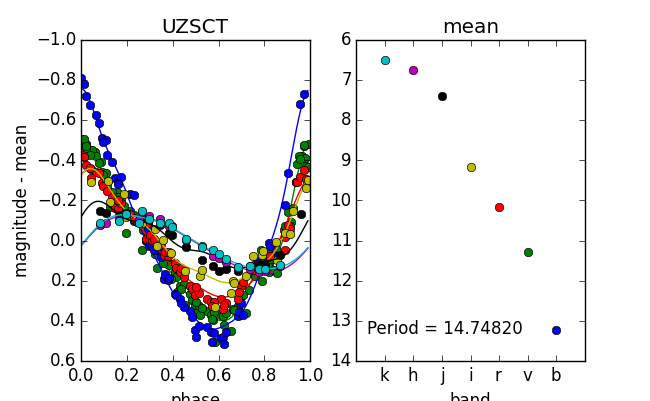 UZSCT
mean
magnitude - mean
−1.0
−0.8
−0.6
−0.4
−0.2
0.0
0.2
0.4
0.6
0.0 0.2 0.4 0.6 0.8 1.0
phase
6
7
8
9
10
11
12
13
14
Period = 14.74820
k h j i r v b
band